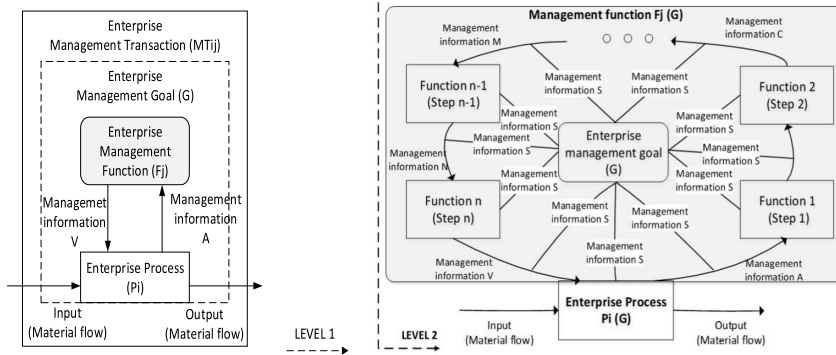 Enterprise
Management Transaction (MTij)
Enterprise
Management Goal (G)
Enterprise
Management
Function (Fj)
Managemet
information
V
Management
information
A
Enterprise Process
(Pi)
Input
(Material flow)
Output
(Material flow)
LEVEL 1
Management function Fj (G)
Management
information M
Management
information C
Management
information S
Management
information S
Function n-1
(Step n-1)
Function 2
(Step 2)
Management
information S
Management
information S
Management
information S
Management
information S
Enterprise
management goal
(G)
Management
information N
Management
information S
Management
information S
Function n
(Step n)
Function 1
(Step 1)
Management
information S
Management
information S
Management
information S
Management
information V
Management
information A
Enterprise Process
Pi (G)
Input
(Material flow)
Output
(Material flow)
LEVEL 2